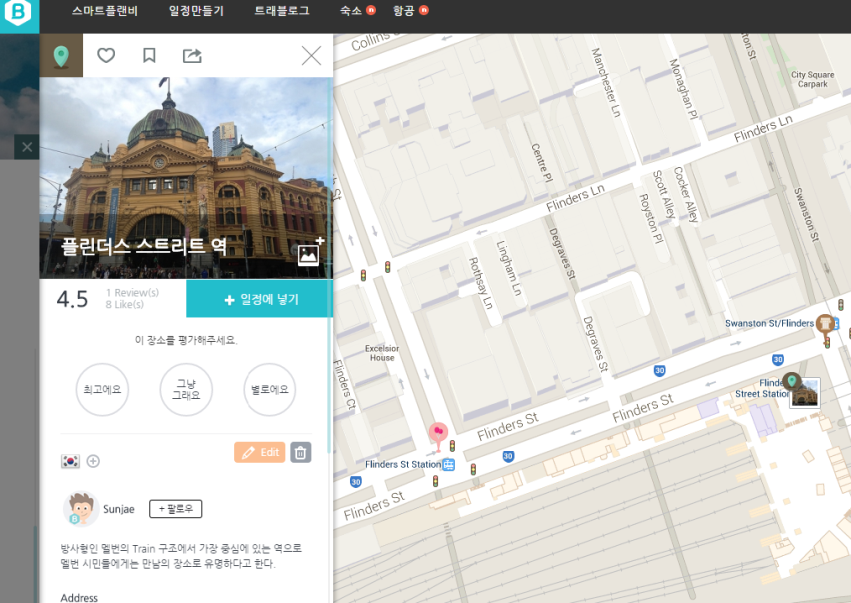 B
스마트플랜비 일정만들기 트래블로그 숙소 n 항공 n
플린더스 스트리트 역
4.5
1 Review(s)
8 Like(s)
+ 일정에 넣기
이 장소를 평가해주세요.
최고에요
그냥
그래요
별로에요
Edit
B
Sunjae
+ 팔로우
방사형인 멜번의 Train 구조에서 가장 중심에 있는 역으로
멜번 시민들에게는 만남의 장소로 유명하다고 한다.
Address
Collins
Manchester Ln
Monaghan Pl
ton St
City Square
Carpark
Flinders Ln
Centre Pl
Flinders Ln
Scott Alley
Cocker Alley
Royston Pl
Swanston St
Degraves St
Lingham Ln
Rothsay Ln
Degraves St
Swanston St/Flinders
Excelsior
House
Flinders Ct
30
30
Flinde
Street Statio
Flinders St
Flinders St
Flinders St Station
30
30
Flinders St